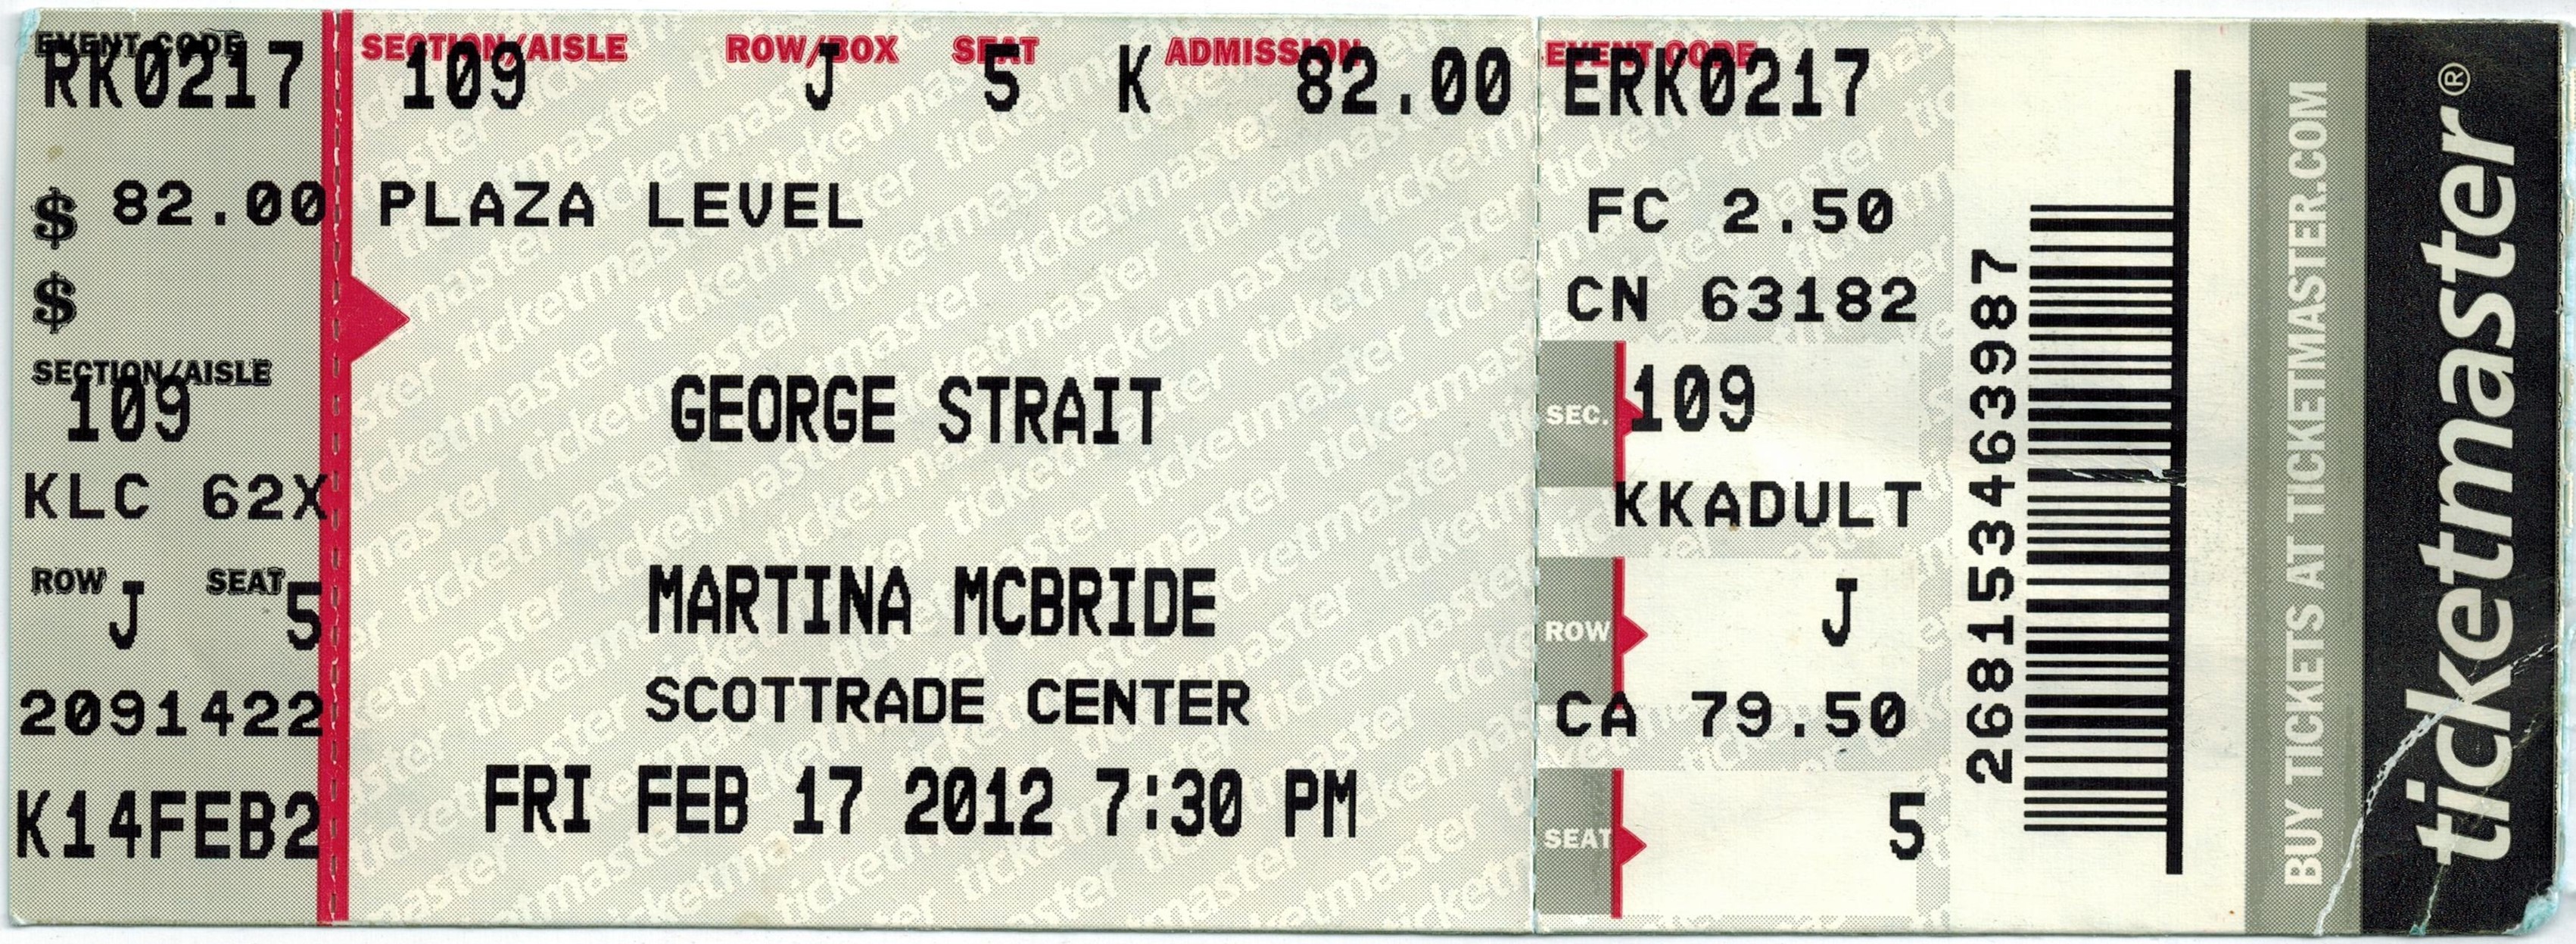 EVENT CODE
RK0217
$ 82.00
$
SECTION/AISLE
109
KLC 62X
ROW J SEAT 5
2091422
K14FEB2
SECTION/AISLE ROW/BOX SEAT ADMISSION
109 J 5 K 82.00
PLAZA LEVEL
GEORGE STRAIT
MARTINA MCBRIDE
SCOTTRADE CENTER
FRI FEB 17 2012 7:30 PM
EVENT CODE
ERK0217
FC 2.50
CN 63182
SEC. 109
KKADULT
ROW J
CA 79.50
SEAT 5
268153463987
BUY TICKETS AT TICKETMASTER.COM
ticketmaster®